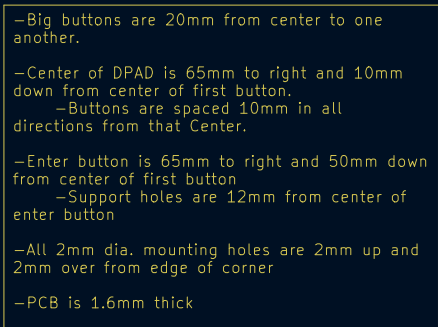 -Big buttons are 20mm from center to one
another.
-Center of DPAD is 65mm to right and 10mm
down from center of first button.
-Buttons are spaced 10mm in all
directions from that Center.
-Enter button is 65mm to right and 50mm down
from center of first button
-Support holes are 12mm from center of
enter button
-All 2mm dia. mounting holes are 2mm up and
2mm over from edge of corner
-PCB is 1.6mm thick